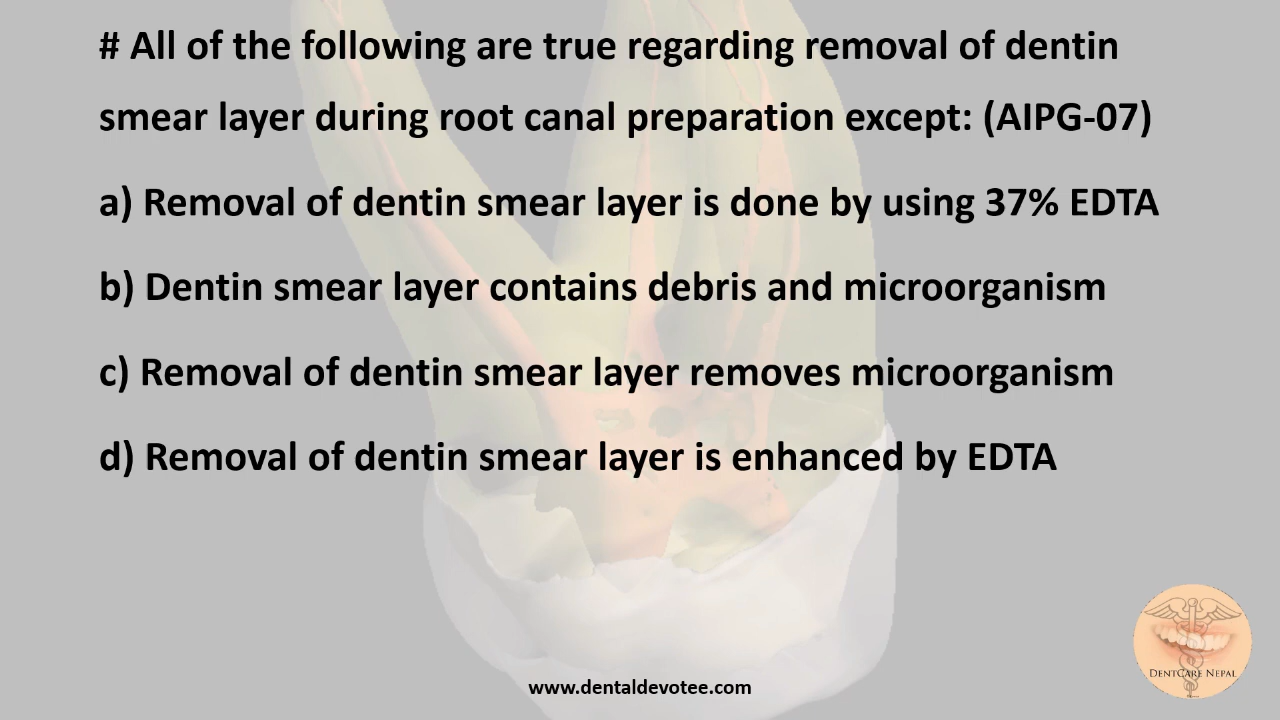 # All of the following are true regarding removal of dentin
smear layer during root canal preparation except: (AIPG-07)
a) Removal of dentin smear layer is done by using 37% EDTA
b) Dentin smear layer contains debris and microorganism
c) Removal of dentin smear layer removes microorganism
d) Removal of dentin smear layer is enhanced by EDTA
DentCare Nepal
www.dentaldevotee.com